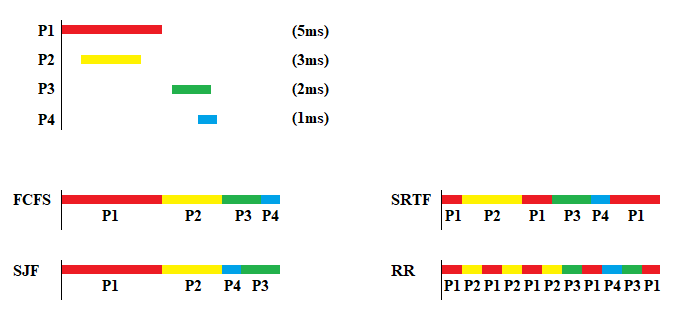 P1 (5ms)
P2 (3ms)
P3 (2ms)
P4 (1ms)
FCFS
P1 P2 P3 P4
SRTF
P1 P2 P1 P3 P4 P1
SJF
P1 P2 P4 P3
RR
P1 P2 P1 P2 P1 P2 P3 P1 P4 P3 P1